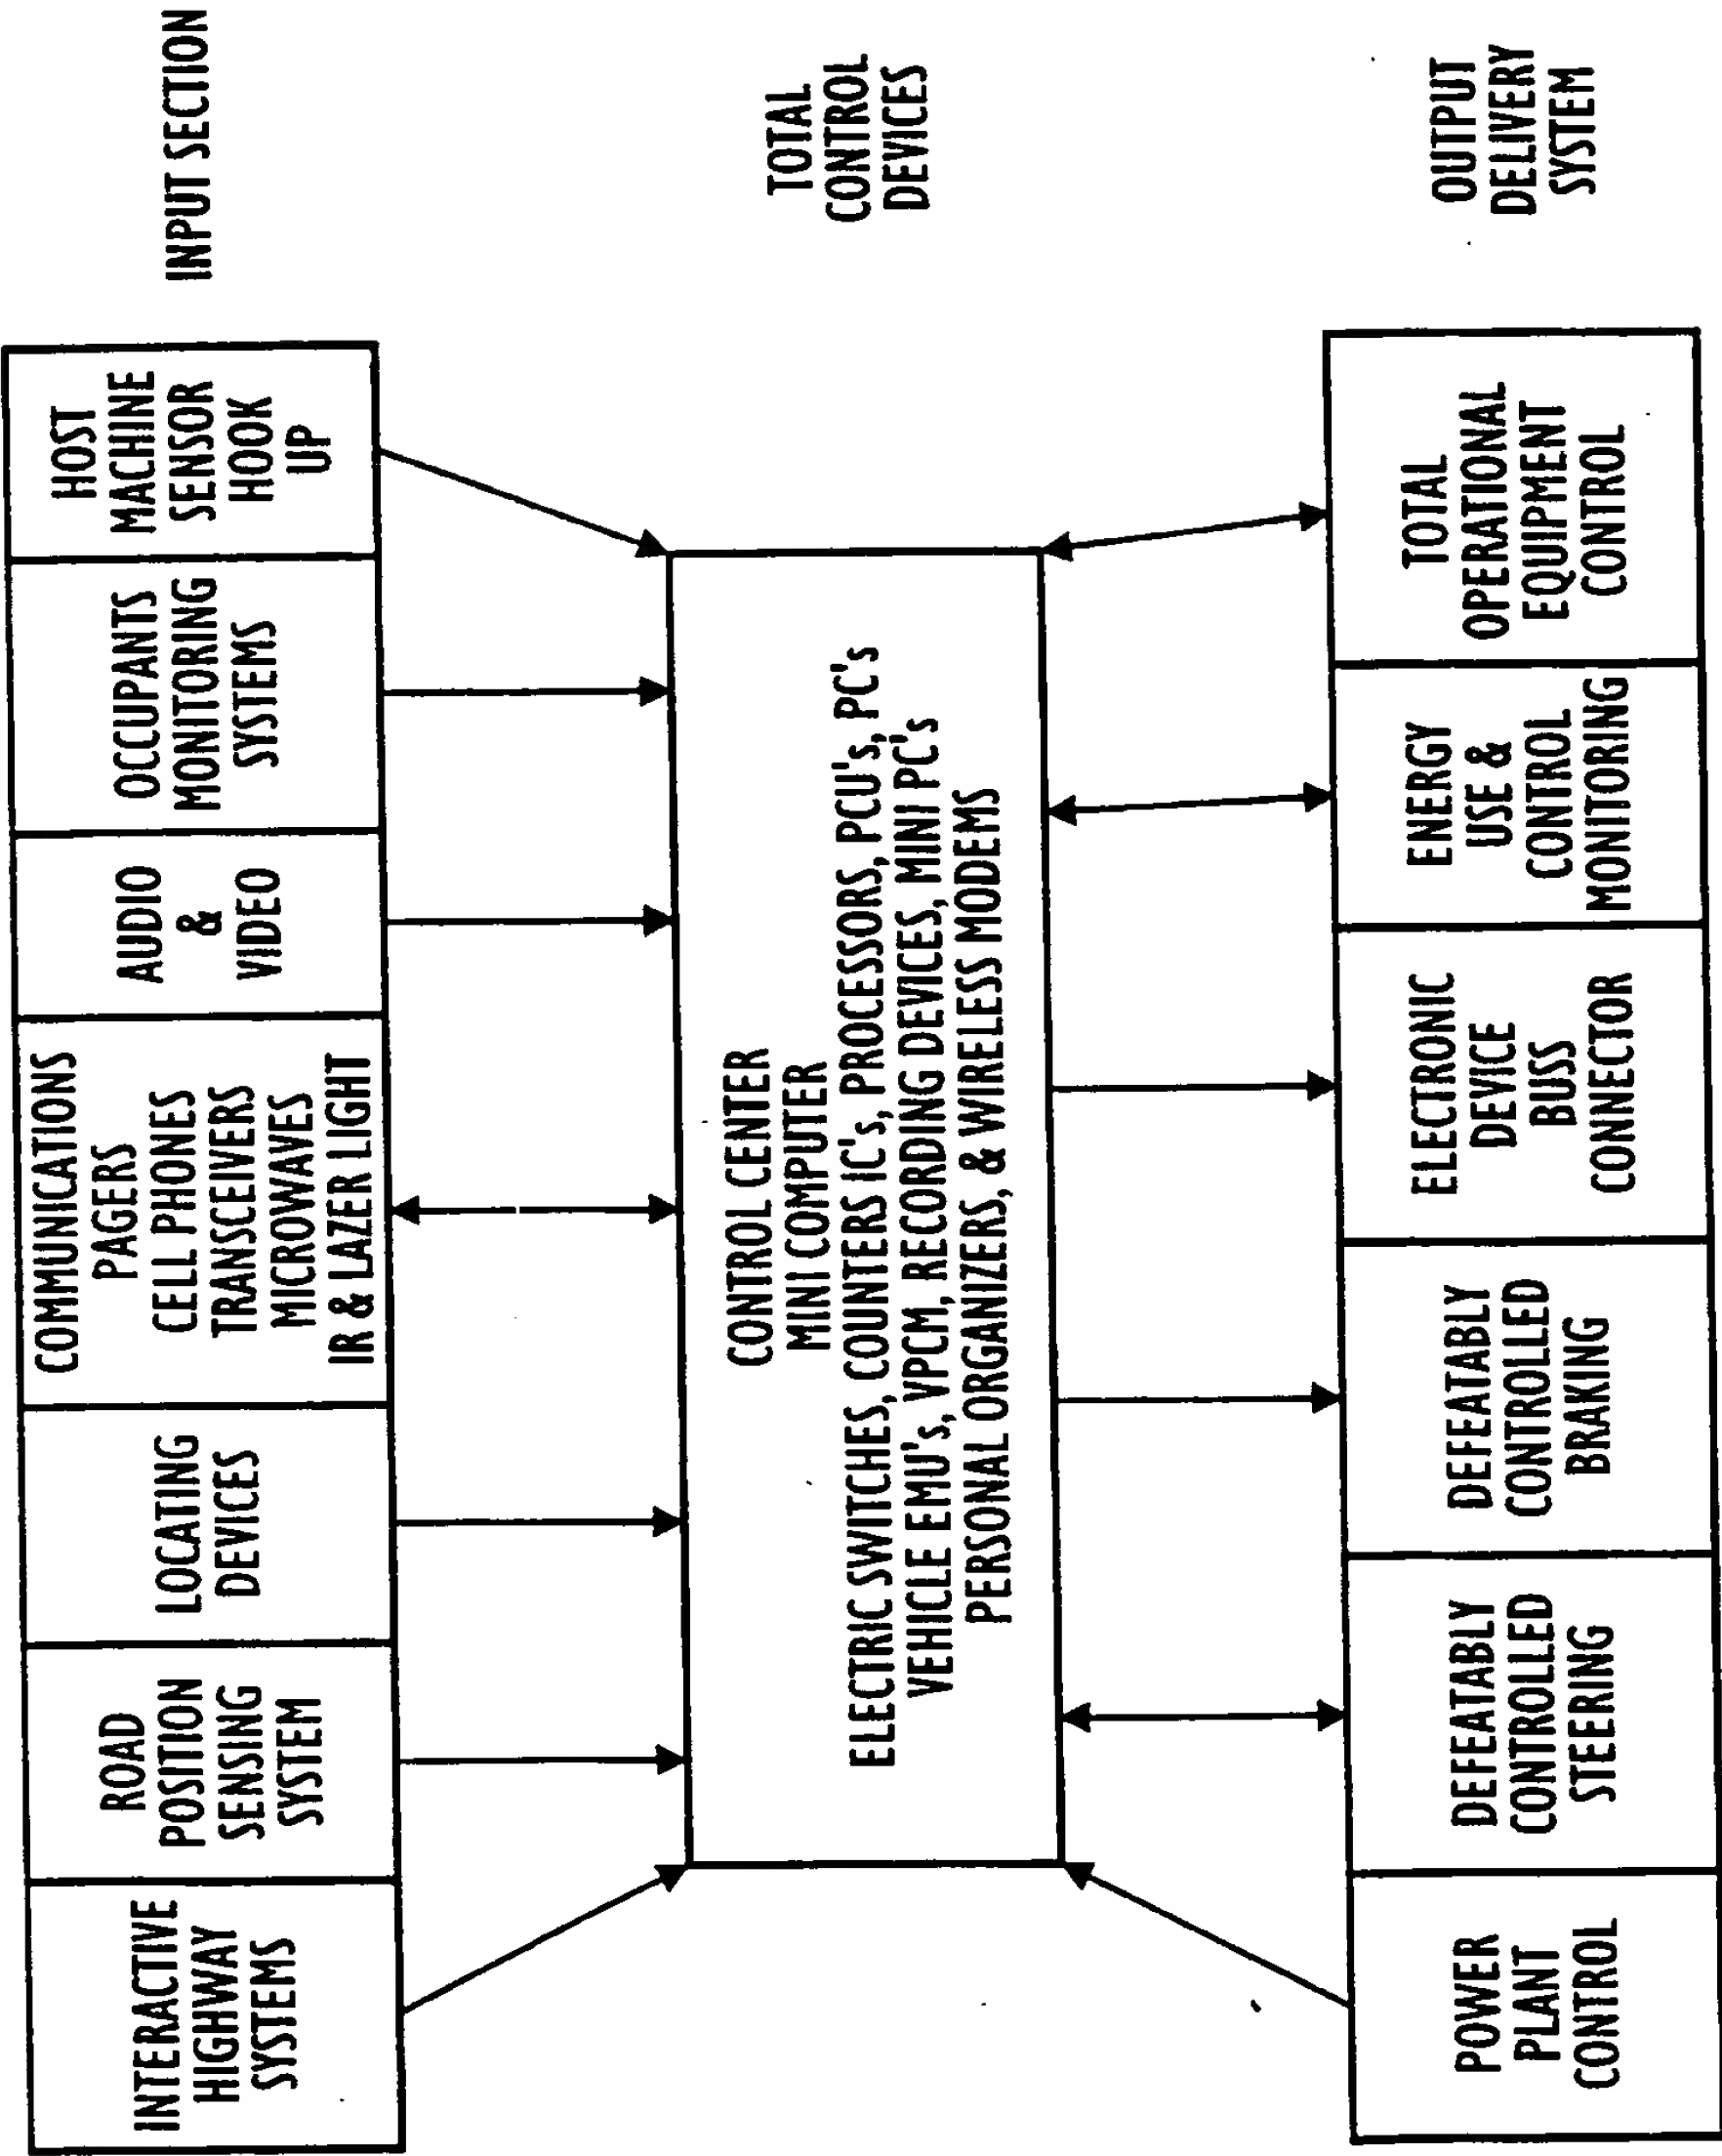 INTERACTIVE
HIGHWAY
SYSTEMS
ROAD
POSITION
SENSING
SYSTEM
LOCATING
DEVICES
COMMUNICATIONS
PAGERS
CELL PHONES
TRANSCEIVERS
MICROWAVES
IR & LAZER LIGHT
AUDIO
&
VIDEO
OCCUPANTS
MONITORING
SYSTEMS
HOST
MACHINE
SENSOR
HOOK
UP
INPUT SECTION
CONTROL CENTER
MINI COMPUTER
ELECTRIC SWITCHES, COUNTERS IC's, PROCESSORS, PCU's, PC's
VEHICLE EMU's, VPCM, RECORDING DEVICES, MINI PC's
PERSONAL ORGANIZERS, & WIRELESS MODEMS
TOTAL
CONTROL
DEVICES
POWER
PLANT
CONTROL
DEFEATABLY
CONTROLLED
STEERING
DEFEATABLY
CONTROLLED
BRAKING
ELECTRONIC
DEVICE
BUSS
CONNECTOR
ENERGY
USE &
CONTROL
MONITORING
TOTAL
OPERATIONAL
EQUIPMENT
CONTROL
OUTPUT
DELIVERY
SYSTEM